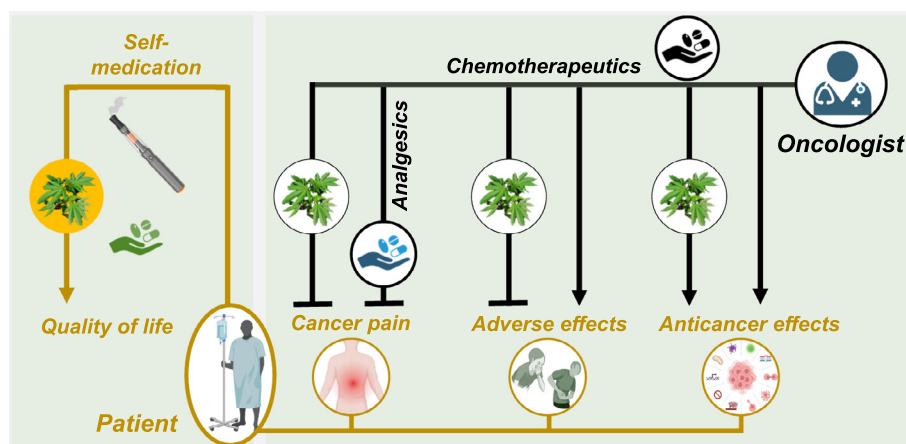 Self-
medication
Chemotherapeutics
Analgesics
Oncologist
Quality of life
Cancer pain
Adverse effects
Anticancer effects
Patient